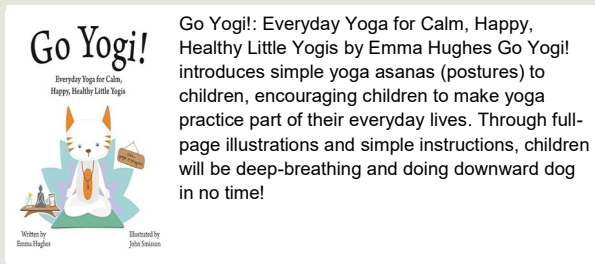 Go Yogi!
Everyday Yoga for Calm,
Happy, Healthy Little Yogis
Written by
Emma Hughes
Illustrated by
John Smisson
Go Yogi!: Everyday Yoga for Calm, Happy,
Healthy Little Yogis by Emma Hughes Go Yogi!
introduces simple yoga asanas (postures) to
children, encouraging children to make yoga
practice part of their everyday lives. Through full-
page illustrations and simple instructions, children
will be deep-breathing and doing downward dog
in no time!